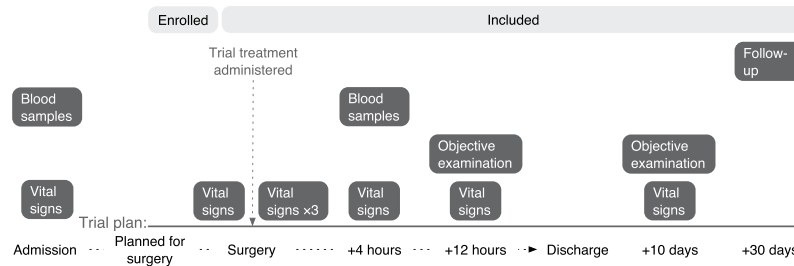 Enrolled
Included
Trial treatment
administered
Follow-
up
Blood
samples
Blood
samples
Objective
examination
Objective
examination
Vital
signs
Vital
signs
Vital
signs ×3
Vital
signs
Vital
signs
Vital
signs
Trial plan:
Admission
Planned for
surgery
Surgery
+4 hours
+12 hours
Discharge
+10 days
+30 days